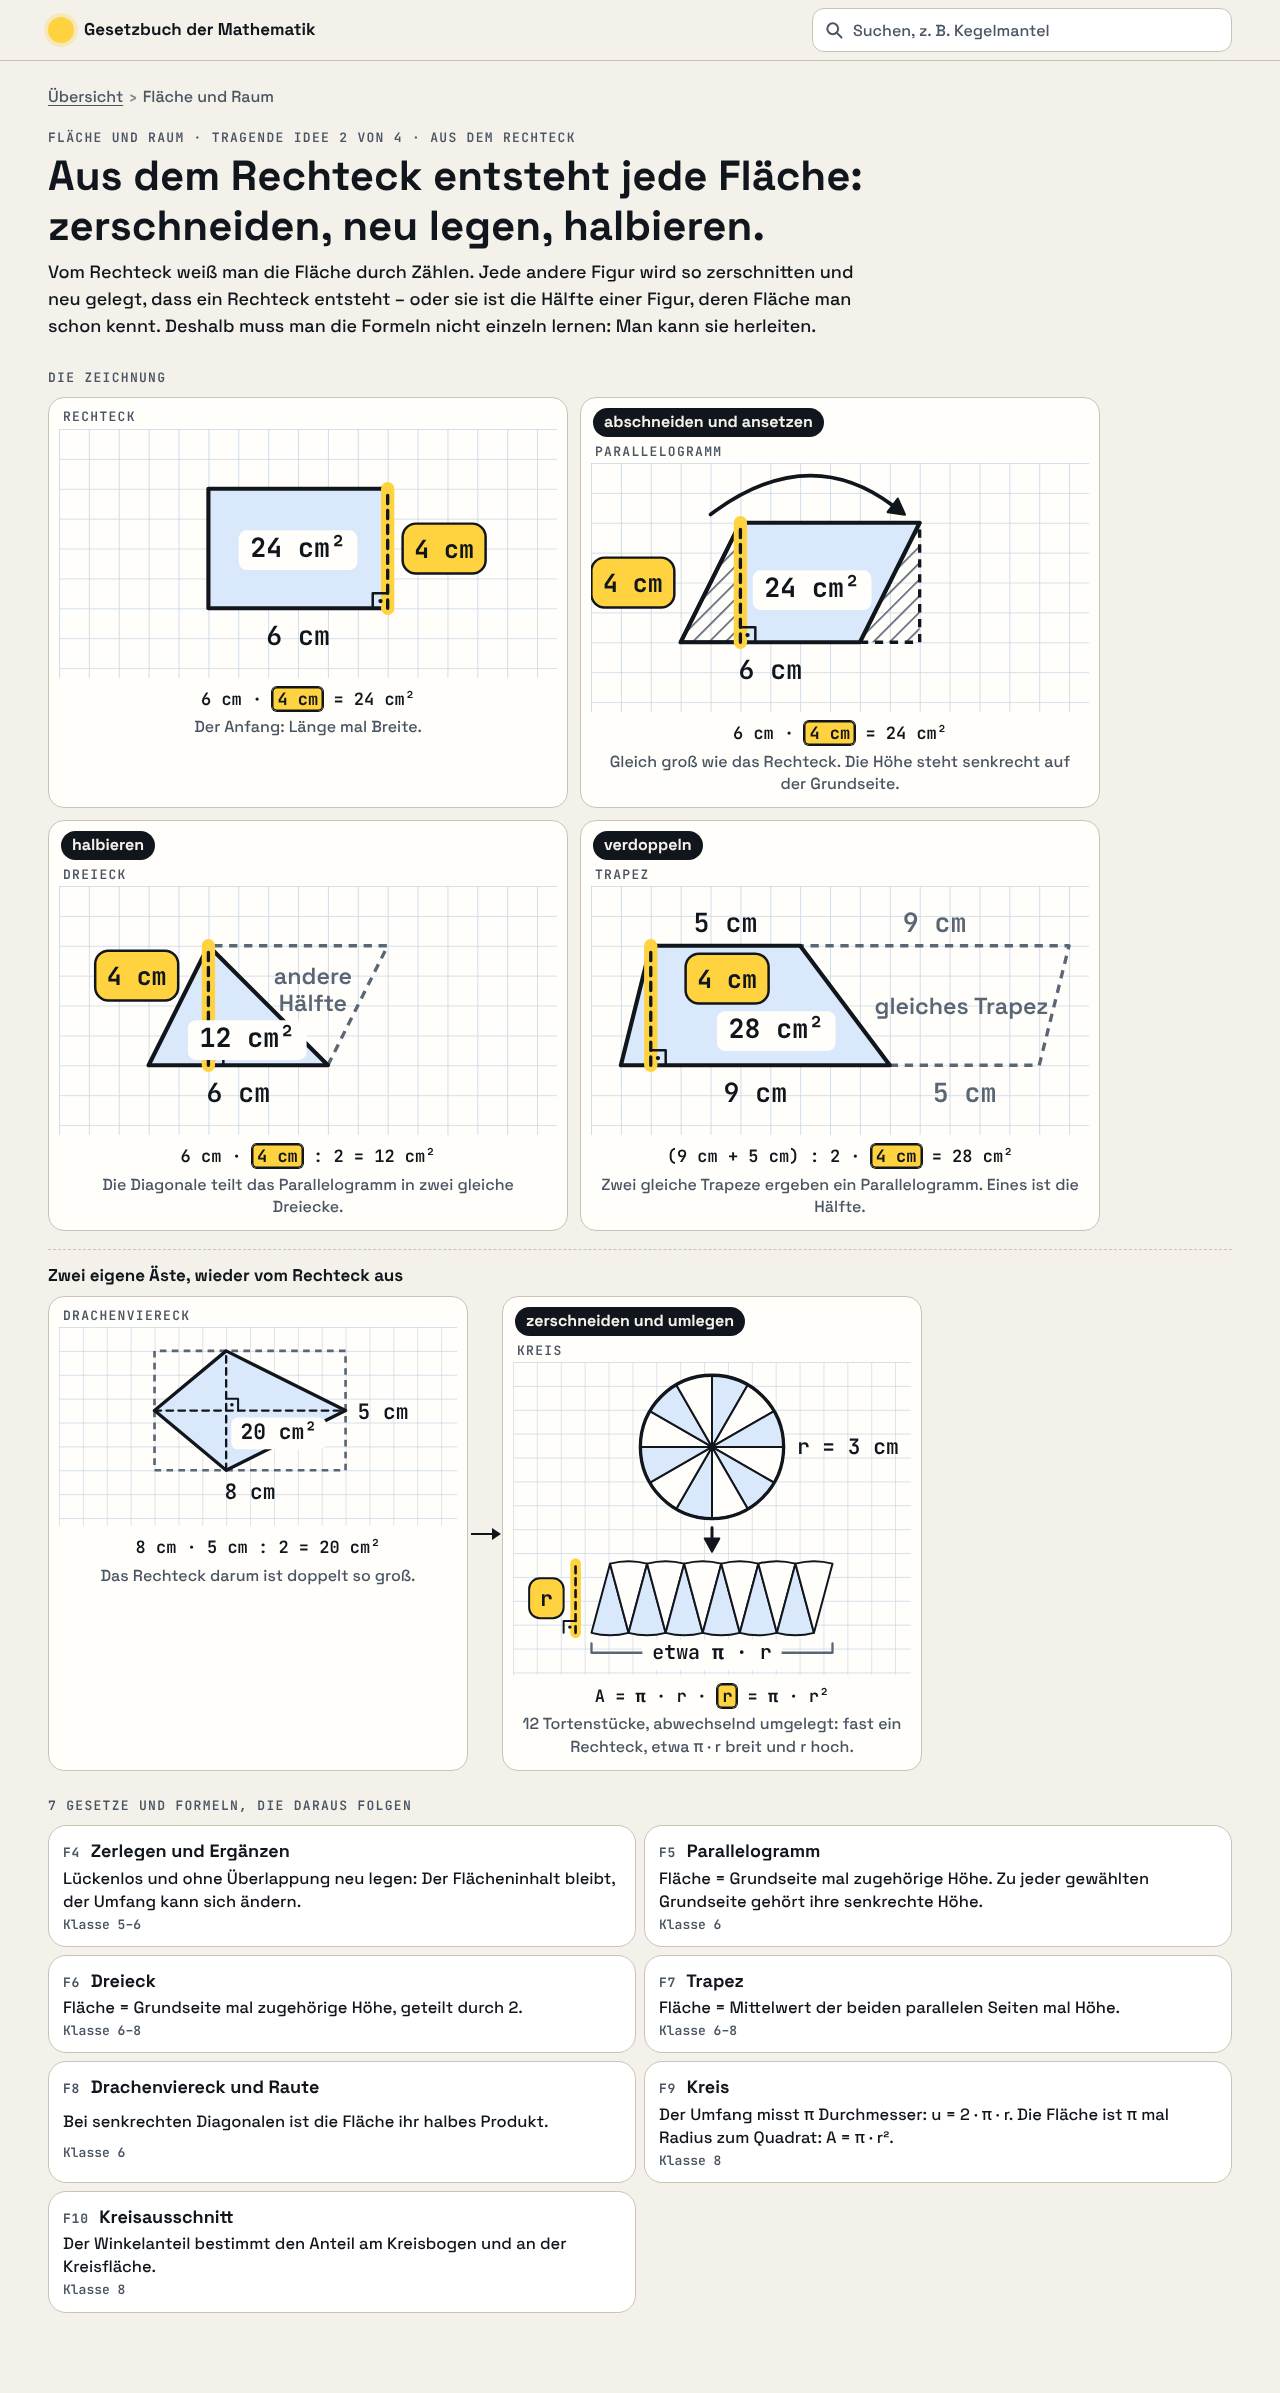 Gesetzbuch der Mathematik
Suchen, z. B. Kegelmantel
Übersicht > Fläche und Raum
FLÄCHE UND RAUM · TRAGENDE IDEE 2 VON 4 · AUS DEM RECHTECK
Aus dem Rechteck entsteht jede Fläche:
zerschneiden, neu legen, halbieren.
Vom Rechteck weiß man die Fläche durch Zählen. Jede andere Figur wird so zerschnitten und
neu gelegt, dass ein Rechteck entsteht – oder sie ist die Hälfte einer Figur, deren Fläche man
schon kennt. Deshalb muss man die Formeln nicht einzeln lernen: Man kann sie herleiten.
DIE ZEICHNUNG
RECHTECK
24 cm²
4 cm
6 cm
6 cm · 4 cm = 24 cm²
Der Anfang: Länge mal Breite.
abschneiden und ansetzen
PARALLELOGRAMM
4 cm
24 cm²
6 cm
6 cm · 4 cm = 24 cm²
Gleich groß wie das Rechteck. Die Höhe steht senkrecht auf
der Grundseite.
halbieren
DREIECK
4 cm
andere
Hälfte
12 cm²
6 cm
6 cm · 4 cm : 2 = 12 cm²
Die Diagonale teilt das Parallelogramm in zwei gleiche
Dreiecke.
verdoppeln
TRAPEZ
5 cm
9 cm
4 cm
gleiches Trapez
28 cm²
9 cm
5 cm
(9 cm + 5 cm) : 2 · 4 cm = 28 cm²
Zwei gleiche Trapeze ergeben ein Parallelogramm. Eines ist die
Hälfte.
Zwei eigene Äste, wieder vom Rechteck aus
DRACHENVIERECK
5 cm
20 cm²
8 cm
8 cm · 5 cm : 2 = 20 cm²
Das Rechteck darum ist doppelt so groß.
zerschneiden und umlegen
KREIS
r = 3 cm
r
etwa π · r
A = π · r · r = π · r²
12 Tortenstücke, abwechselnd umgelegt: fast ein
Rechteck, etwa π · r breit und r hoch.
7 GESETZE UND FORMELN, DIE DARAUS FOLGEN
F4 Zerlegen und Ergänzen
Lückenlos und ohne Überlappung neu legen: Der Flächeninhalt bleibt,
der Umfang kann sich ändern.
Klasse 5–6
F5 Parallelogramm
Fläche = Grundseite mal zugehörige Höhe. Zu jeder gewählten
Grundseite gehört ihre senkrechte Höhe.
Klasse 6
F6 Dreieck
Fläche = Grundseite mal zugehörige Höhe, geteilt durch 2.
Klasse 6–8
F7 Trapez
Fläche = Mittelwert der beiden parallelen Seiten mal Höhe.
Klasse 6–8
F8 Drachenviereck und Raute
Bei senkrechten Diagonalen ist die Fläche ihr halbes Produkt.
Klasse 6
F9 Kreis
Der Umfang misst π Durchmesser: u = 2 · π · r. Die Fläche ist π mal
Radius zum Quadrat: A = π · r².
Klasse 8
F10 Kreisausschnitt
Der Winkelanteil bestimmt den Anteil am Kreisbogen und an der
Kreisfläche.
Klasse 8